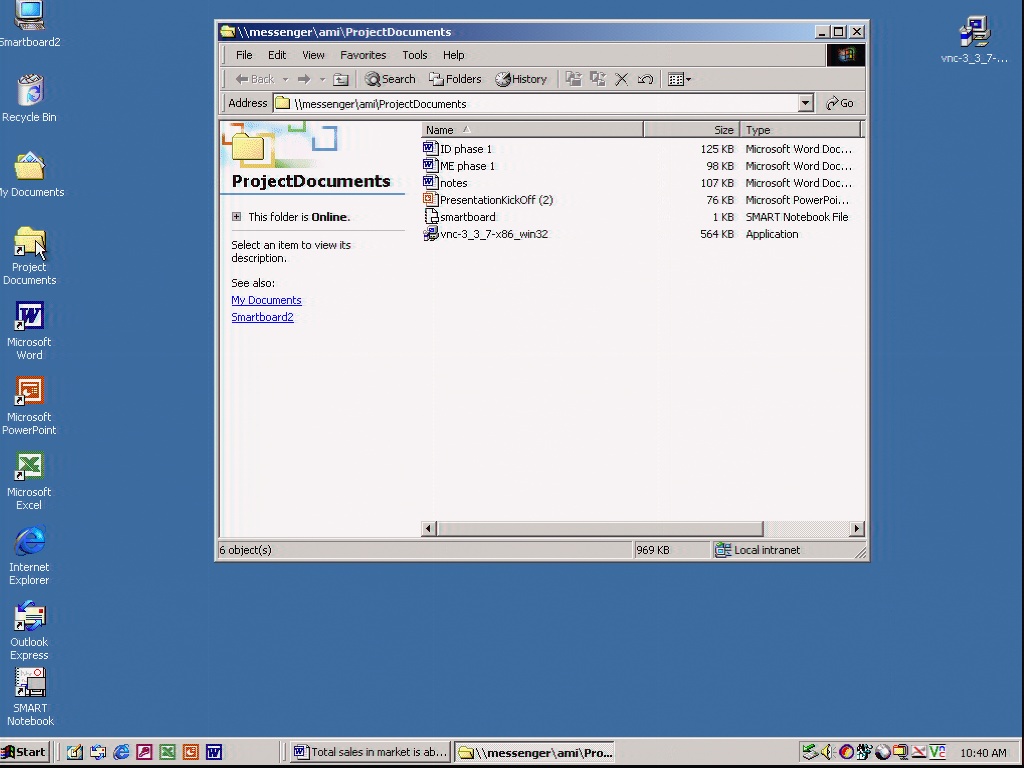 Smartboard2
Recycle Bin
My Documents
Project Documents
Microsoft Word
Microsoft PowerPoint
Microsoft Excel
Internet Explorer
Outlook Express
SMART Notebook
vnc-3_3_7-...
\\messenger\ami\ProjectDocuments
File Edit View Favorites Tools Help
Back Search Folders History
Address \\messenger\ami\ProjectDocuments Go
ProjectDocuments
This folder is Online.
Select an item to view its
description.
See also:
My Documents
Smartboard2
Name Size Type
ID phase 1 125 KB Microsoft Word Doc...
ME phase 1 98 KB Microsoft Word Doc...
notes 107 KB Microsoft Word Doc...
PresentationKickOff (2) 76 KB Microsoft PowerPoi...
smartboard 1 KB SMART Notebook File
vnc-3_3_7-x86_win32 564 KB Application
6 object(s) 969 KB Local intranet
Start Total sales in market is ab... \\messenger\ami\Pro... 10:40 AM